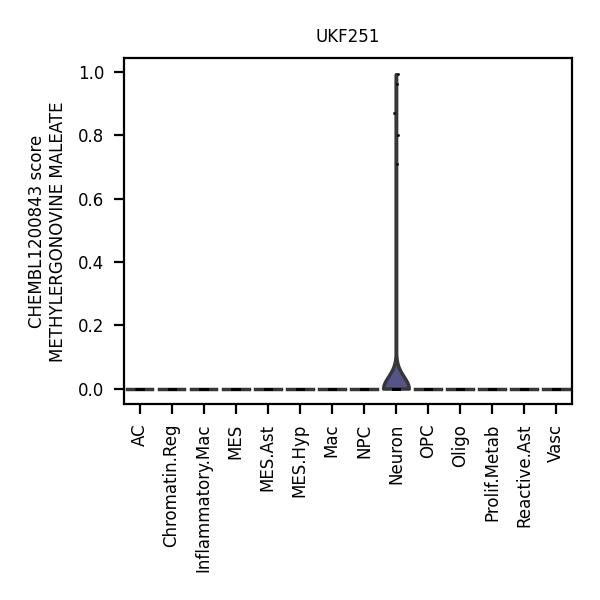 UKF251
CHEMBL1200843 score
METHYLERGONOVINE MALEATE
1.0
0.8
0.6
0.4
0.2
0.0
AC
Chromatin.Reg
Inflammatory.Mac
MES
MES.Ast
MES.Hyp
Mac
NPC
Neuron
OPC
Oligo
Prolif.Metab
Reactive.Ast
Vasc